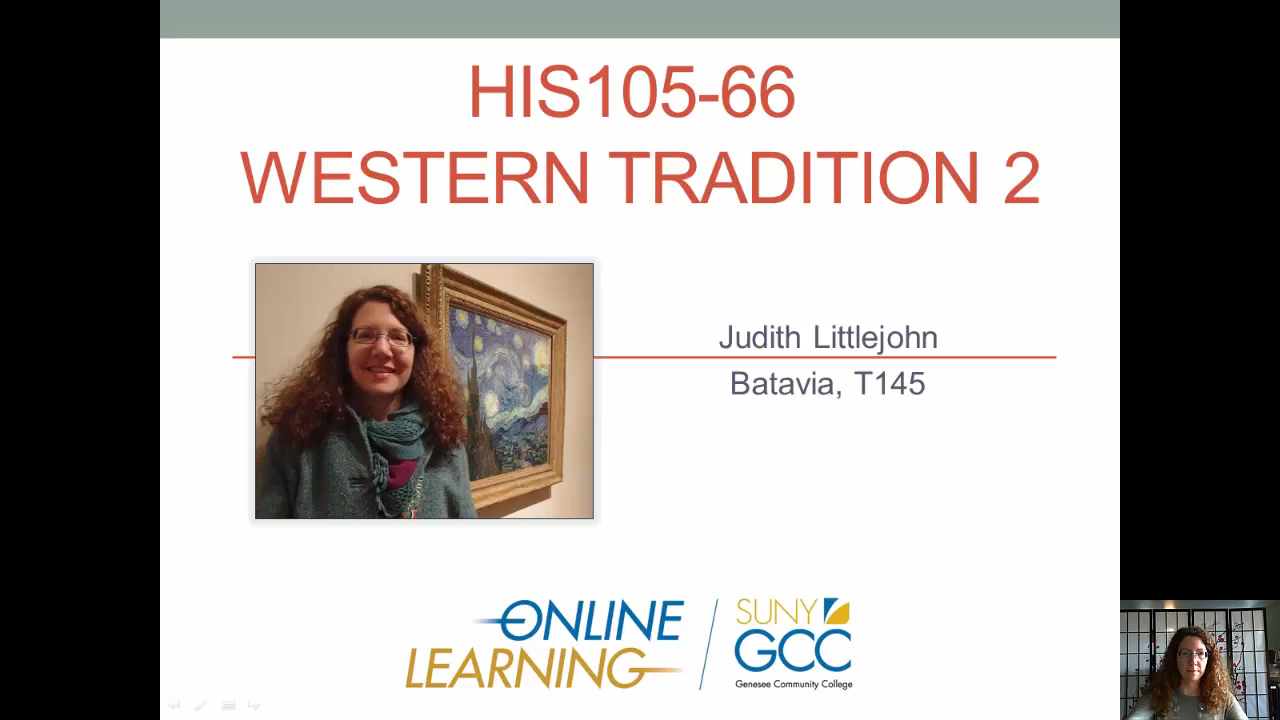 HIS105-66
WESTERN TRADITION 2
Judith Littlejohn
Batavia, T145
ONLINE
LEARNING
SUNY
GCC
Genesee Community College